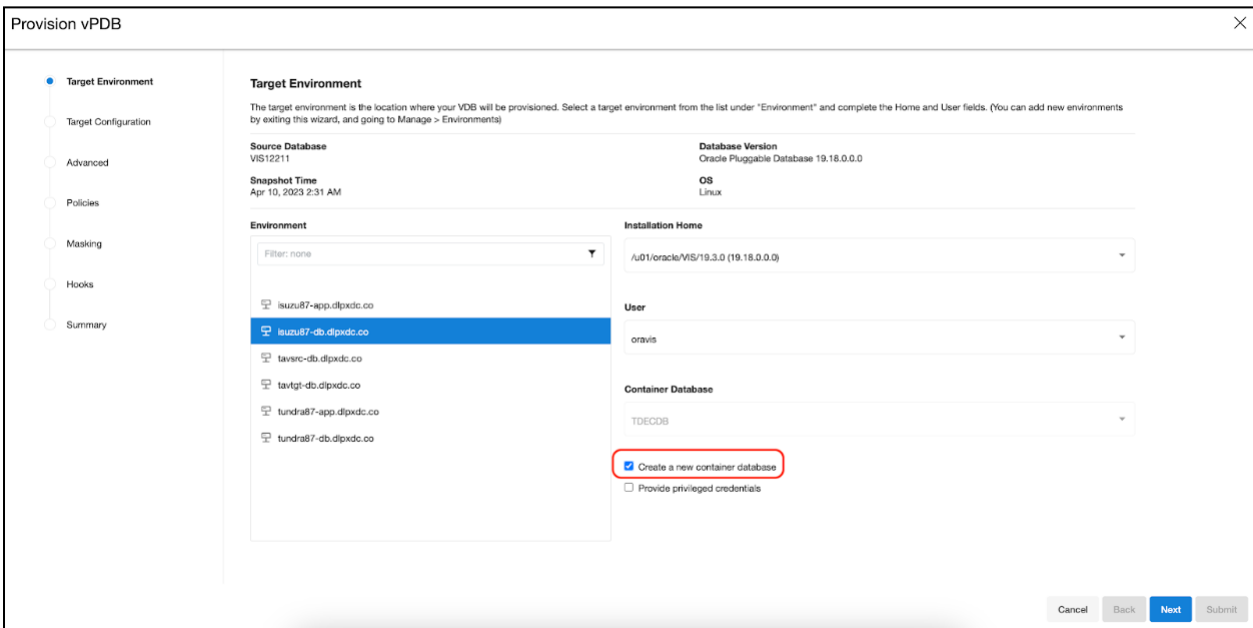 Provision vPDB
Target Environment
Target Configuration
Advanced
Policies
Masking
Hooks
Summary
Target Environment
The target environment is the location where your VDB will be provisioned. Select a target environment from the list under "Environment" and complete the Home and User fields. (You can add new environments
by exiting this wizard, and going to Manage > Environments)
Source Database
VIS12211
Database Version
Oracle Pluggable Database 19.18.0.0.0
Snapshot Time
Apr 10, 2023 2:31 AM
OS
Linux
Environment
Filter: none
isuzu87-app.dlpxdc.co
isuzu87-db.dlpxdc.co
tavsrc-db.dlpxdc.co
tavtgt-db.dlpxdc.co
tundra87-app.dlpxdc.co
tundra87-db.dlpxdc.co
Installation Home
/u01/oracle/VIS/19.3.0 (19.18.0.0.0)
User
oravis
Container Database
TDECDB
Create a new container database
Provide privileged credentials
Cancel
Back
Next
Submit